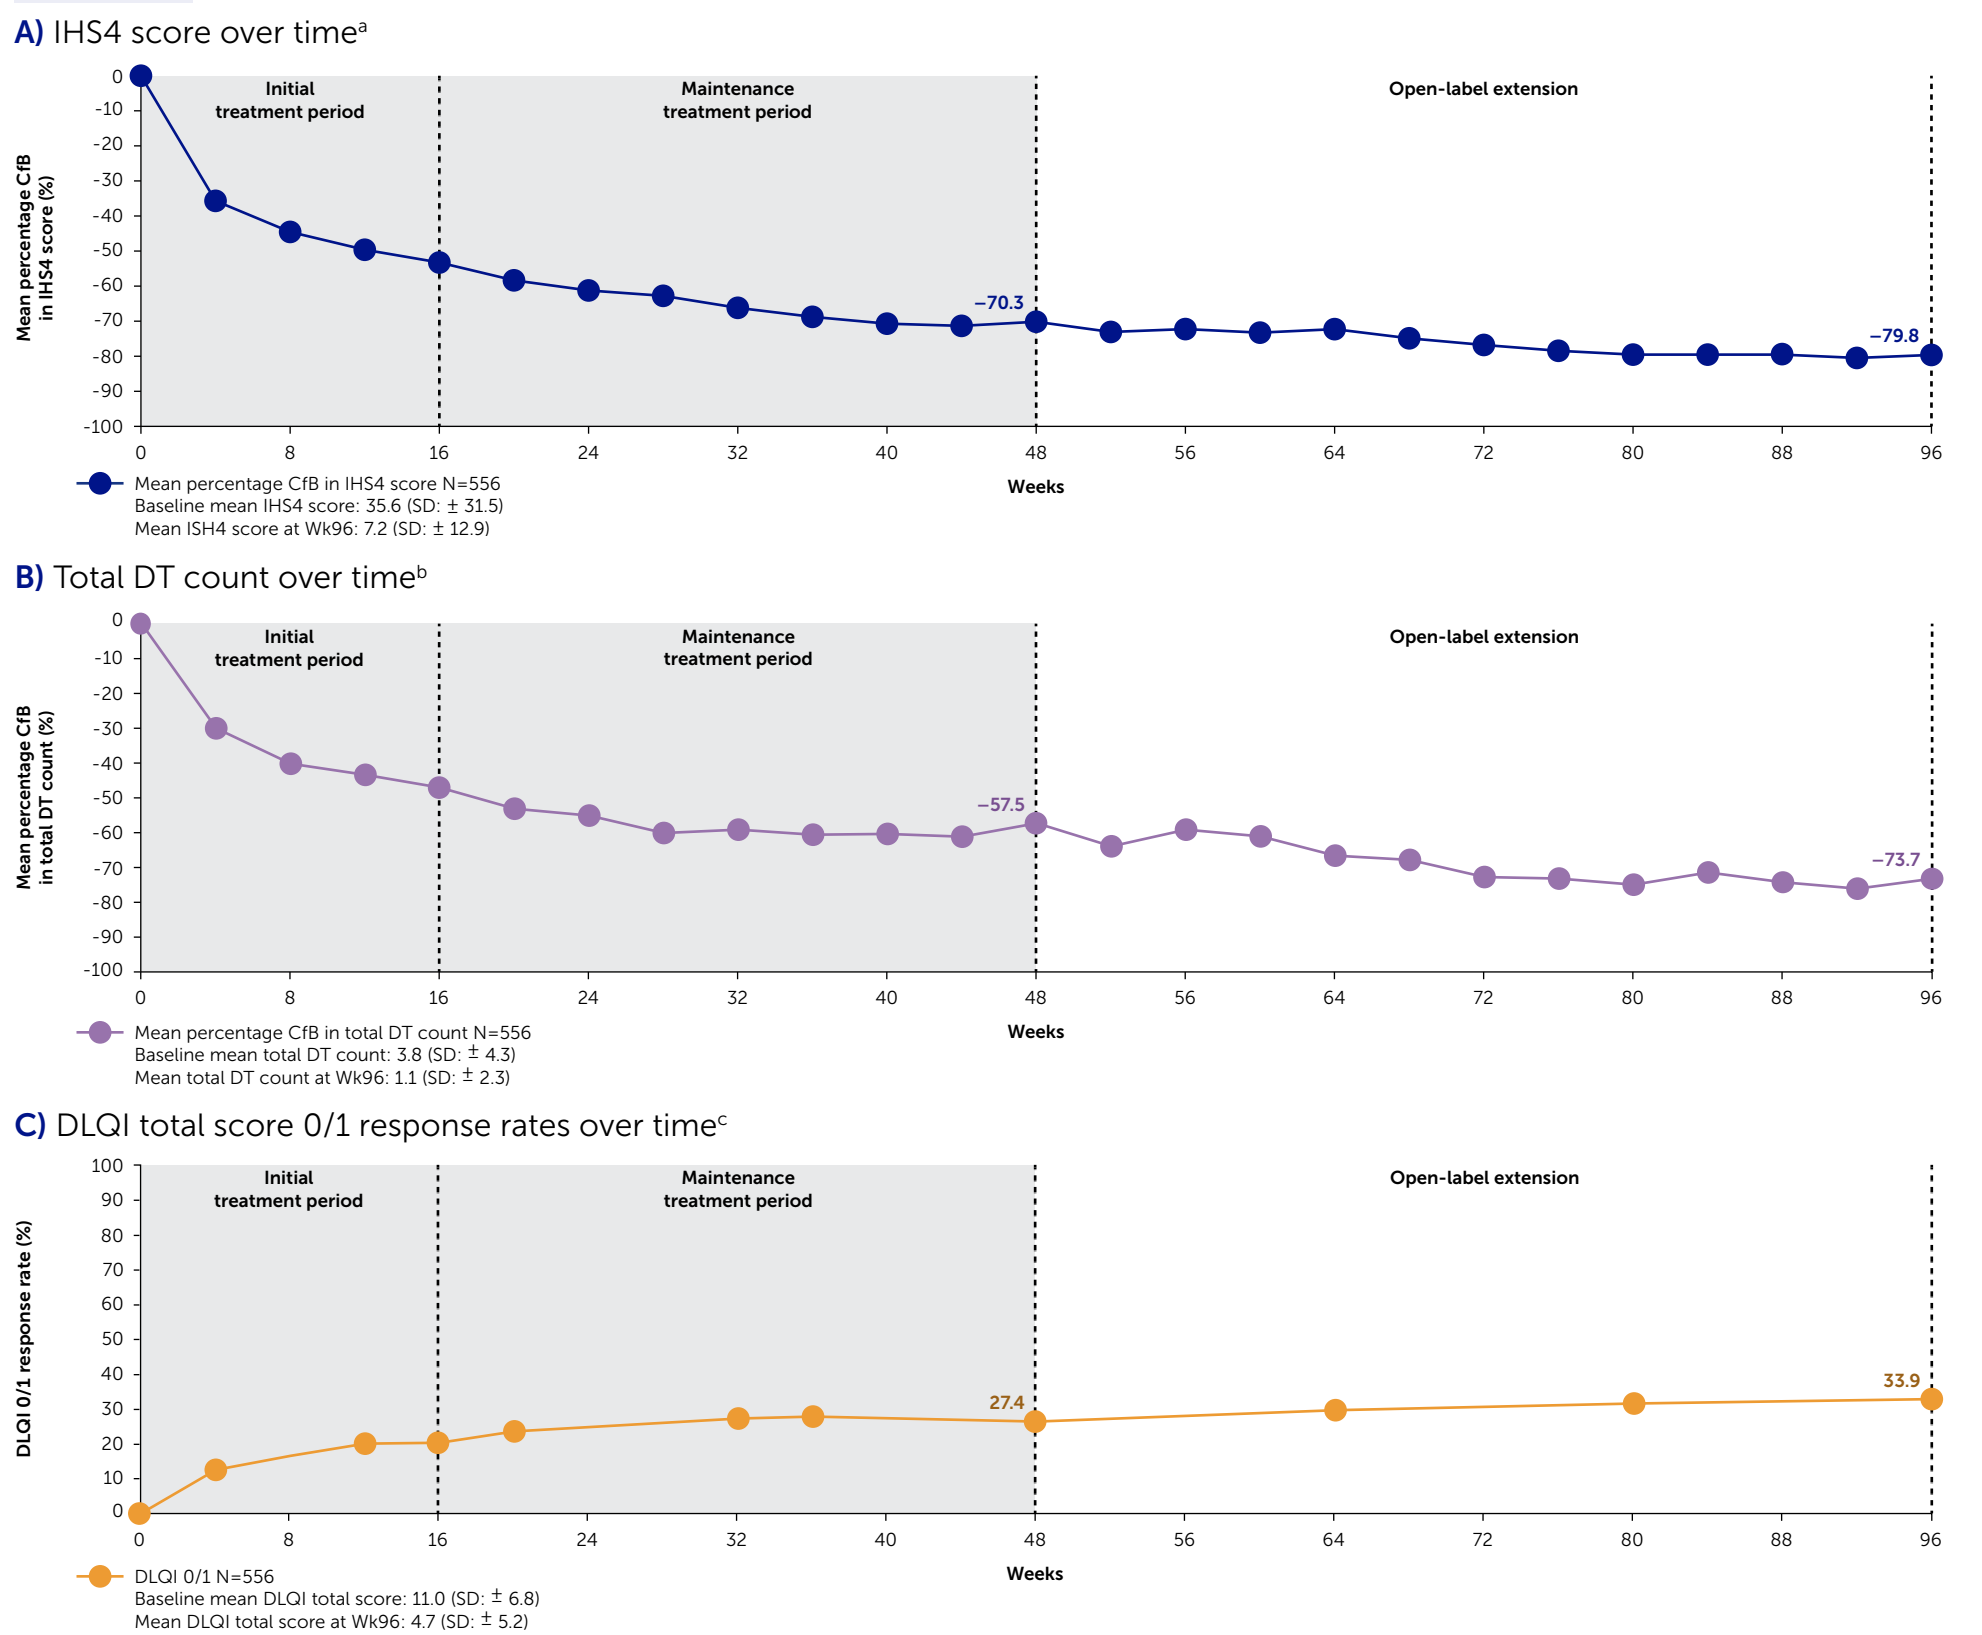 A) IHS4 score over timeᵃ
Mean percentage CfB
in IHS4 score (%)
0
-10
-20
-30
-40
-50
-60
-70
-80
-90
-100
Initial
treatment period
Maintenance
treatment period
Open-label extension
−70.3
−79.8
0 8 16 24 32 40 48 56 64 72 80 88 96
Weeks
Mean percentage CfB in IHS4 score N=556
Baseline mean IHS4 score: 35.6 (SD: ± 31.5)
Mean ISH4 score at Wk96: 7.2 (SD: ± 12.9)
B) Total DT count over timeᵇ
Mean percentage CfB
in total DT count (%)
0
-10
-20
-30
-40
-50
-60
-70
-80
-90
-100
Initial
treatment period
Maintenance
treatment period
Open-label extension
−57.5
−73.7
0 8 16 24 32 40 48 56 64 72 80 88 96
Weeks
Mean percentage CfB in total DT count N=556
Baseline mean total DT count: 3.8 (SD: ± 4.3)
Mean total DT count at Wk96: 1.1 (SD: ± 2.3)
C) DLQI total score 0/1 response rates over timeᶜ
DLQI 0/1 response rate (%)
100
90
80
70
60
50
40
30
20
10
0
Initial
treatment period
Maintenance
treatment period
Open-label extension
27.4
33.9
0 8 16 24 32 40 48 56 64 72 80 88 96
Weeks
DLQI 0/1 N=556
Baseline mean DLQI total score: 11.0 (SD: ± 6.8)
Mean DLQI total score at Wk96: 4.7 (SD: ± 5.2)